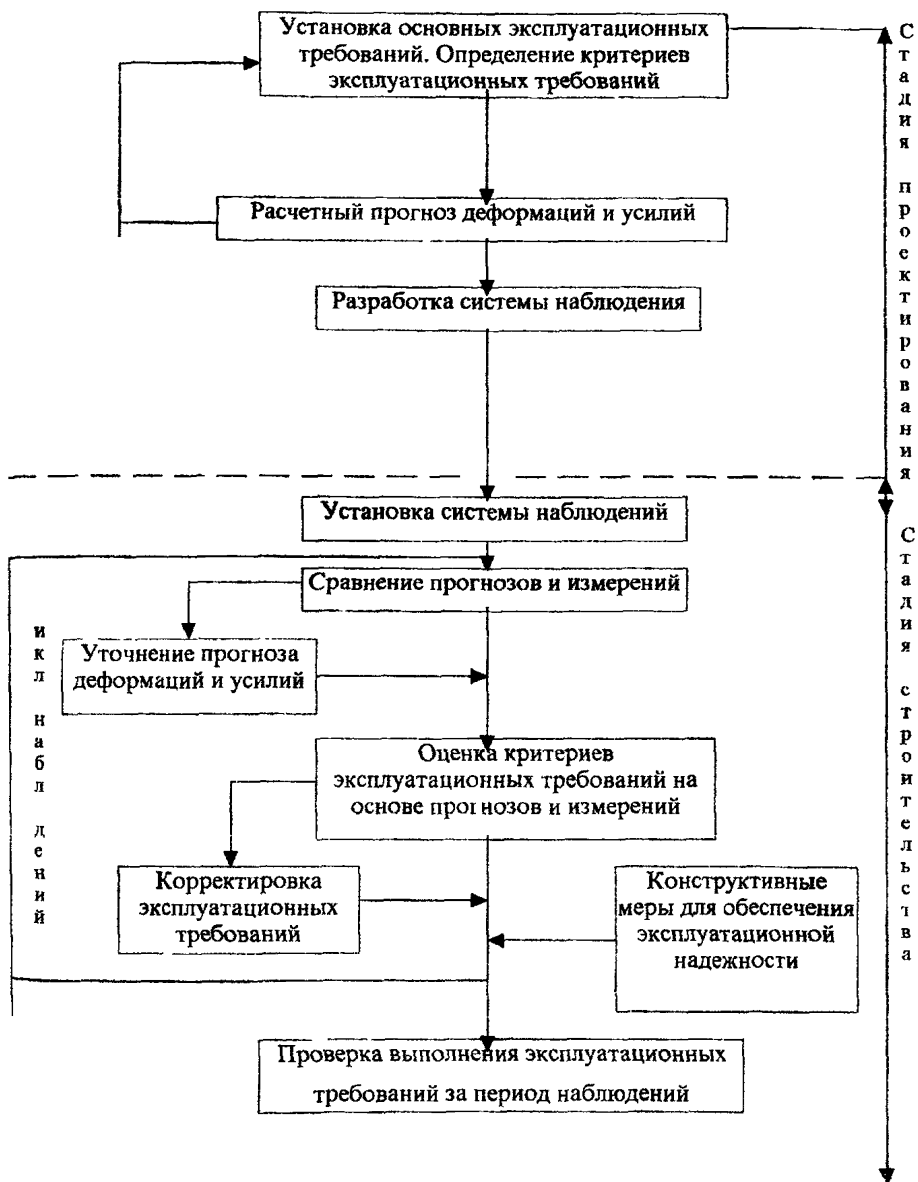 Установка основных эксплуатационных
требований. Определение критериев
эксплуатационных требований
Расчетный прогноз деформаций и усилий
Разработка системы наблюдения
Стадия проектирования
Установка системы наблюдений
Сравнение прогнозов и измерений
Уточнение прогноза
деформаций и усилий
Оценка критериев
эксплуатационных требований на
основе прогнозов и измерений
Корректировка
эксплуатационных
требований
Конструктивные
меры для обеспечения
эксплуатационной
надежности
Проверка выполнения эксплуатационных
требований за период наблюдений
икл набл дений
Стадия строительства